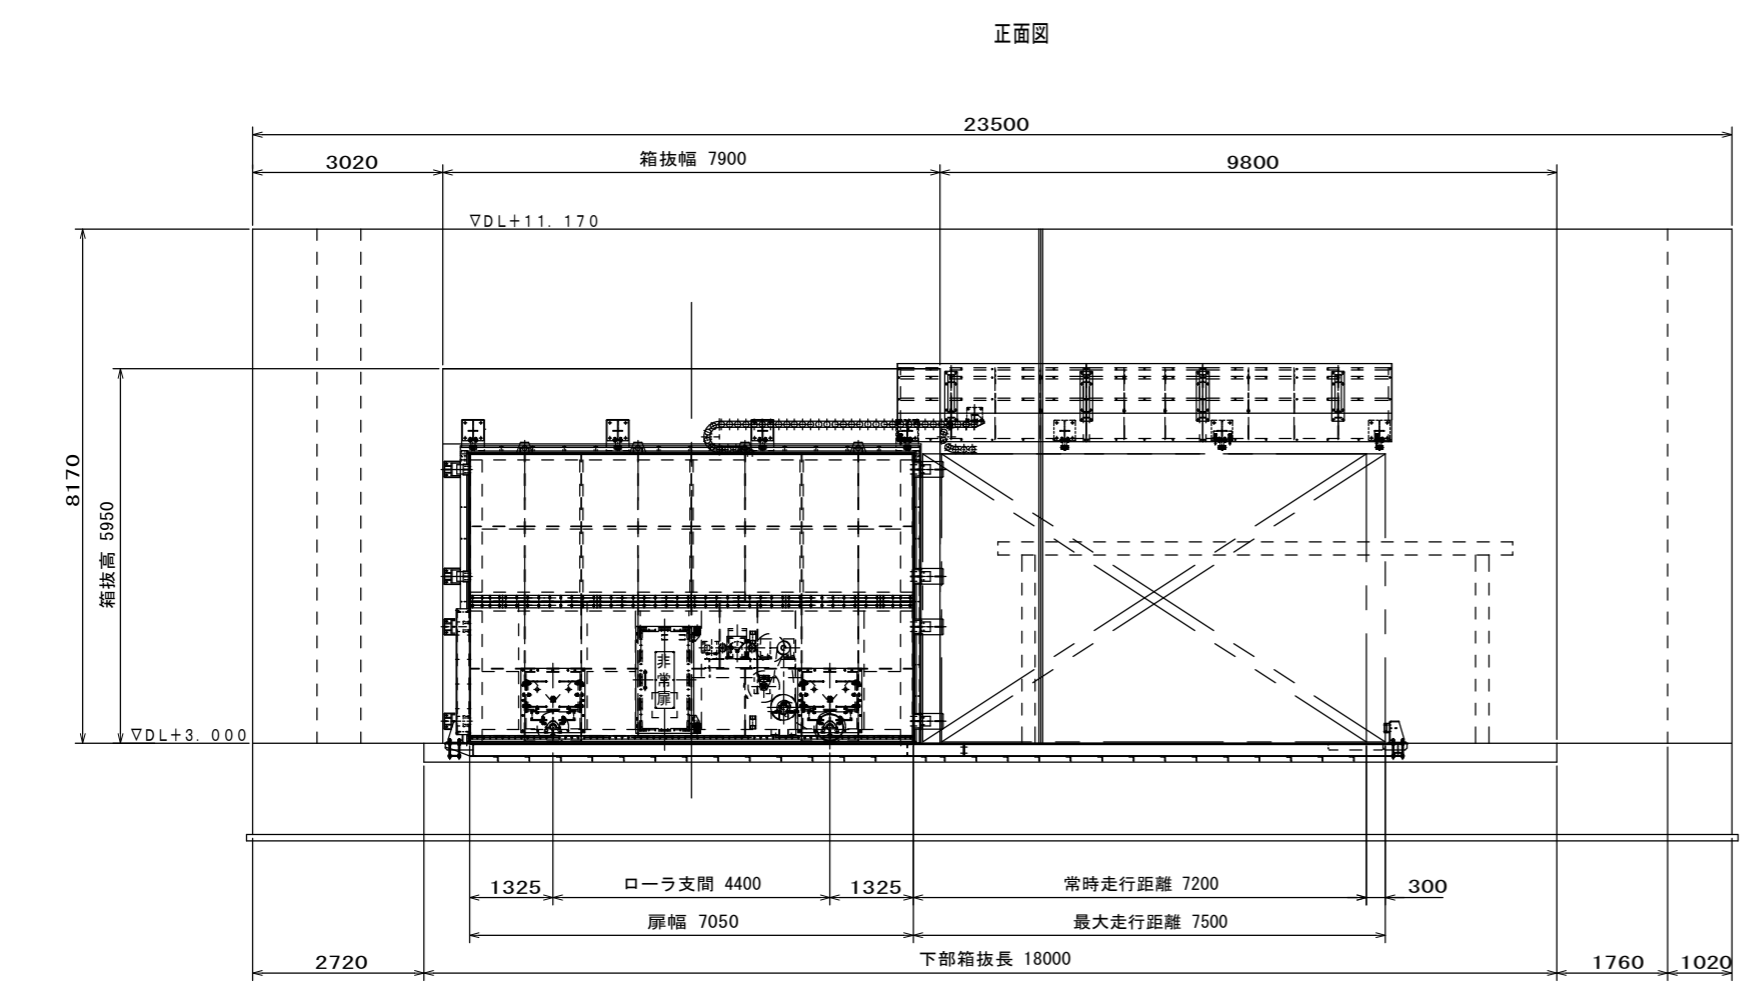 正面図
23500
3020
箱抜幅 7900
9800
▽DL+11. 170
8170
箱抜高 5950
▽DL+3. 000
非常扉
1325
ローラ支間 4400
1325
常時走行距離 7200
300
扉幅 7050
最大走行距離 7500
2720
下部箱抜長 18000
1760
1020